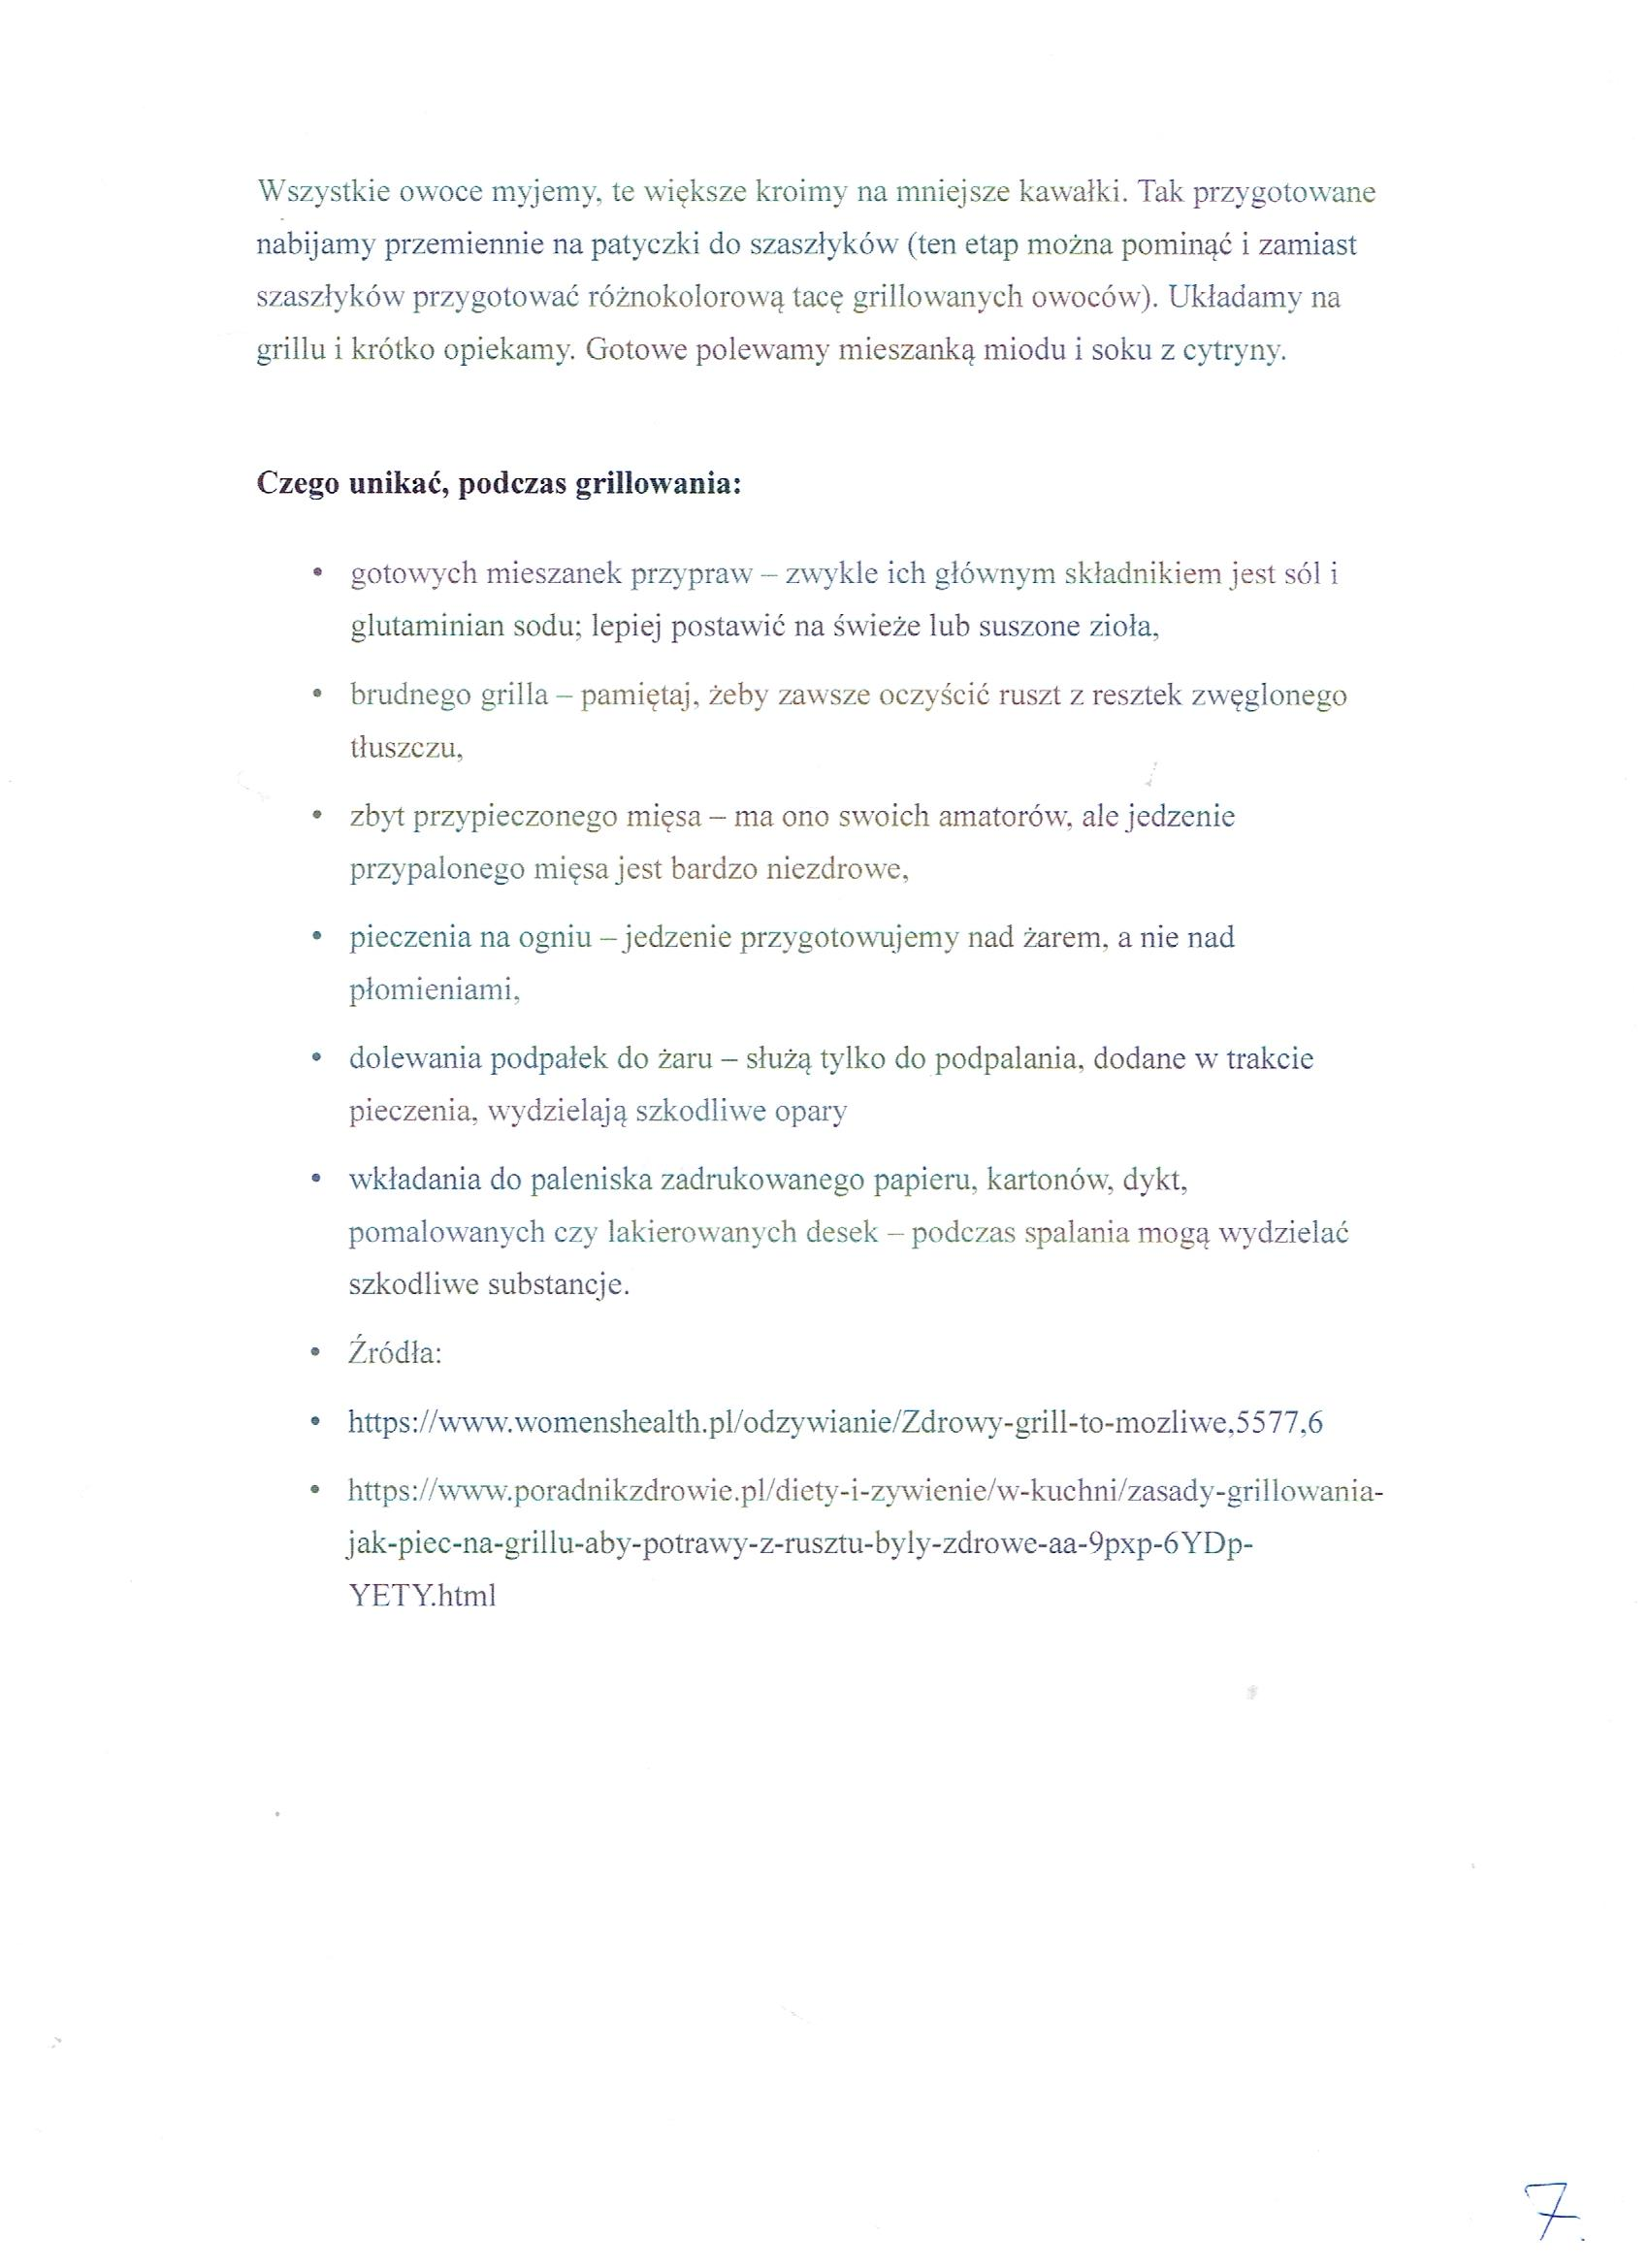 Wszystkie owoce myjemy, te większe kroimy na mniejsze kawałki. Tak przygotowane
nabijamy przemiennie na patyczki do szaszłyków (ten etap można pominąć i zamiast
szaszłyków przygotować różnokolorową tacę grillowanych owoców). Układamy na
grillu i krótko opiekamy. Gotowe polewamy mieszanką miodu i soku z cytryny.
Czego unikać, podczas grillowania:
• gotowych mieszanek przypraw – zwykle ich głównym składnikiem jest sól i
glutaminian sodu; lepiej postawić na świeże lub suszone zioła,
• brudnego grilla – pamiętaj, żeby zawsze oczyścić ruszt z resztek zwęglonego
tłuszczu,
• zbyt przypieczonego mięsa – ma ono swoich amatorów, ale jedzenie
przypalonego mięsa jest bardzo niezdrowe,
• pieczenia na ogniu – jedzenie przygotowujemy nad żarem, a nie nad
płomieniami,
• dolewania podpałek do żaru – służą tylko do podpalania, dodane w trakcie
pieczenia, wydzielają szkodliwe opary
• wkładania do paleniska zadrukowanego papieru, kartonów, dykt,
pomalowanych czy lakierowanych desek – podczas spalania mogą wydzielać
szkodliwe substancje.
• Źródła:
• https://www.womenshealth.pl/odzywianie/Zdrowy-grill-to-mozliwe,5577,6
• https://www.poradnikzdrowie.pl/diety-i-zywienie/w-kuchni/zasady-grillowania-
jak-piec-na-grillu-aby-potrawy-z-rusztu-byly-zdrowe-aa-9pxp-6YDp-
YETY.html
7